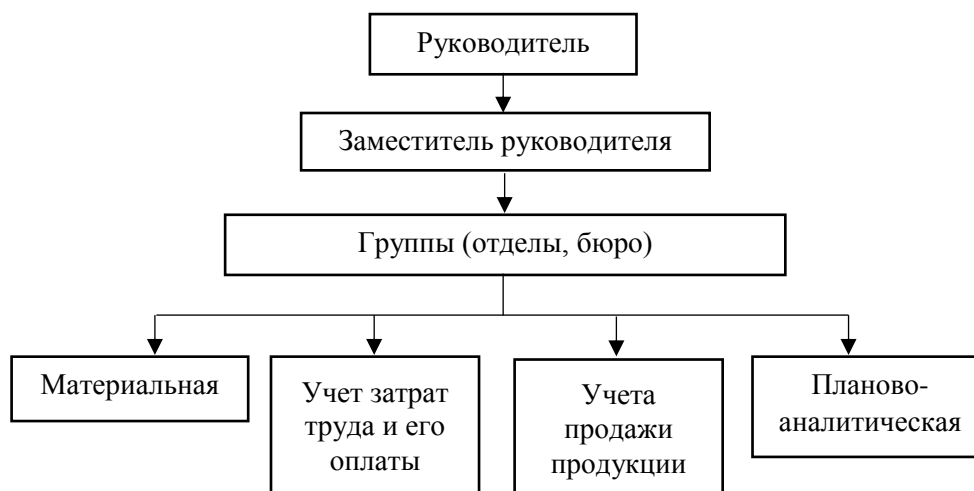 Руководитель
Заместитель руководителя
Группы (отделы, бюро)
Материальная
Учет затрат
труда и его
оплаты
Учета
продажи
продукции
Планово-
аналитическая